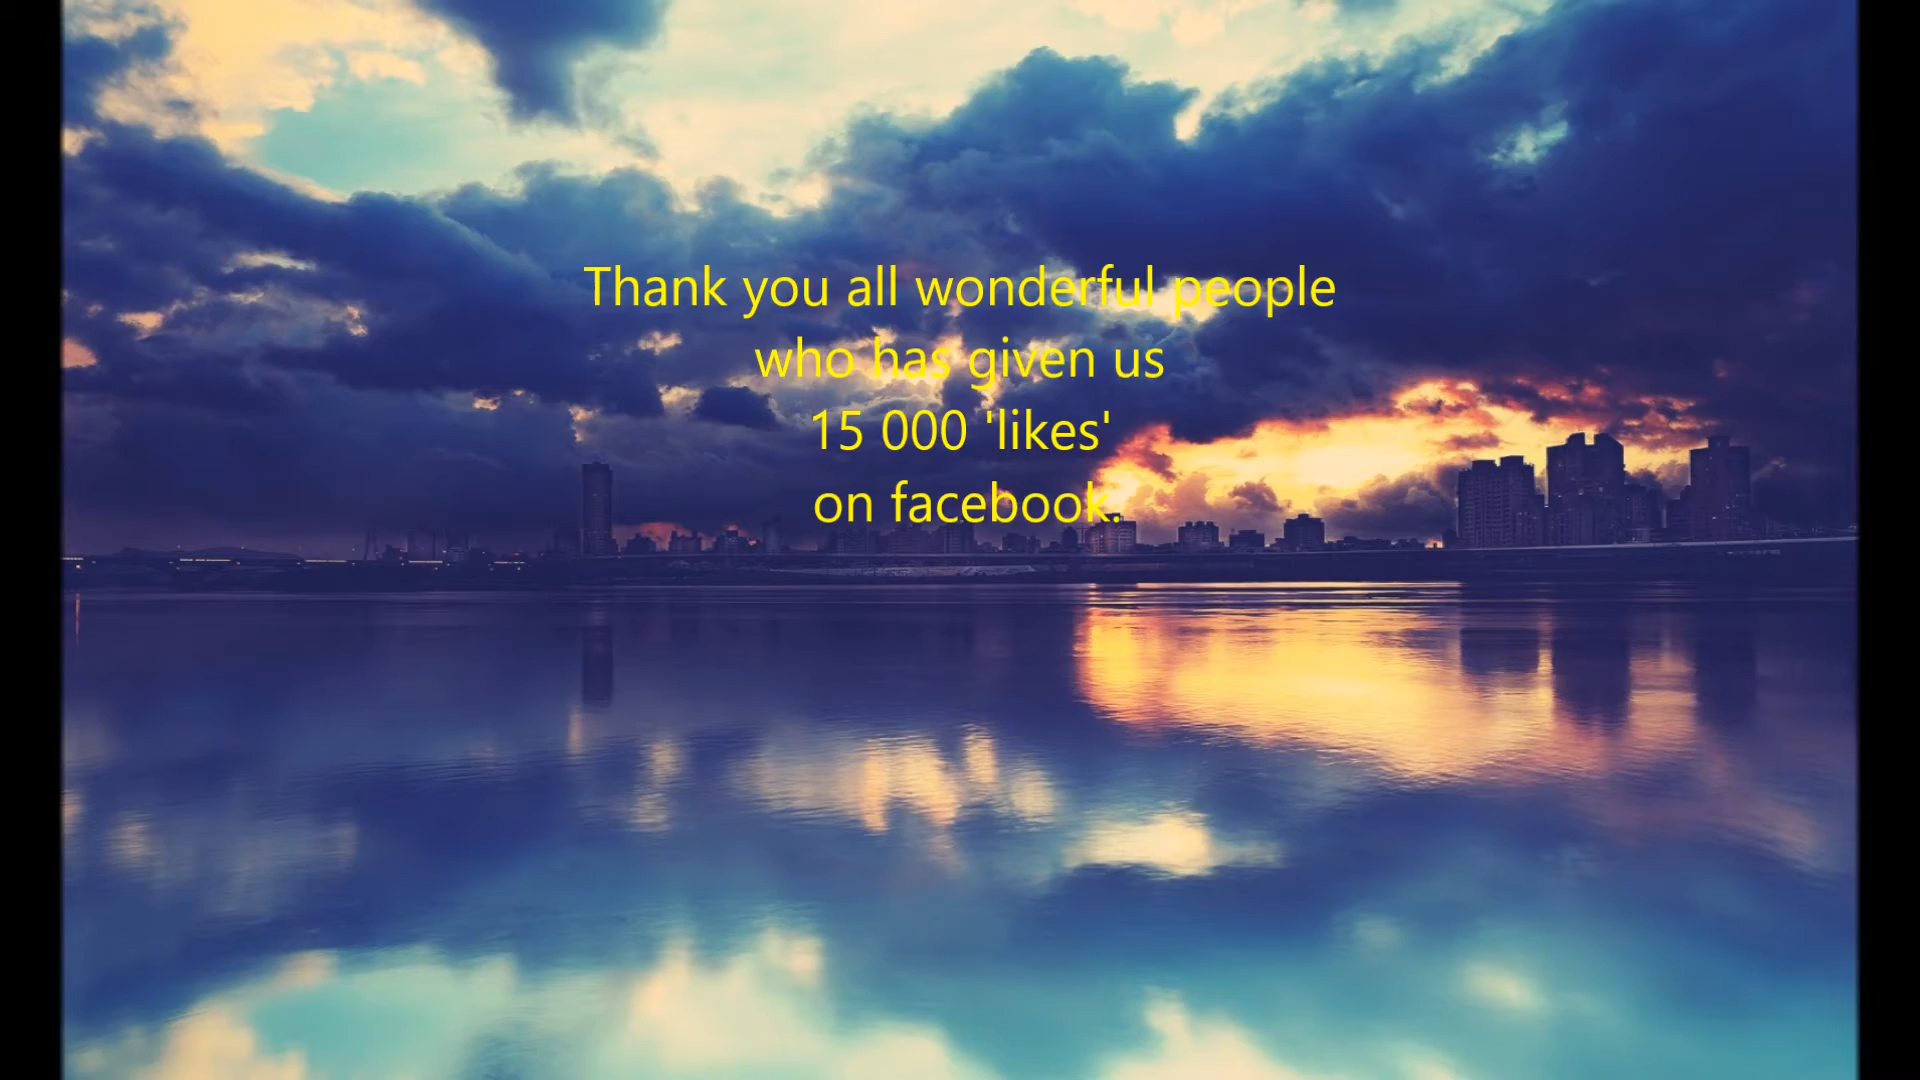 Thank you all wonderful people
who has given us
15 000 'likes'
on facebook.